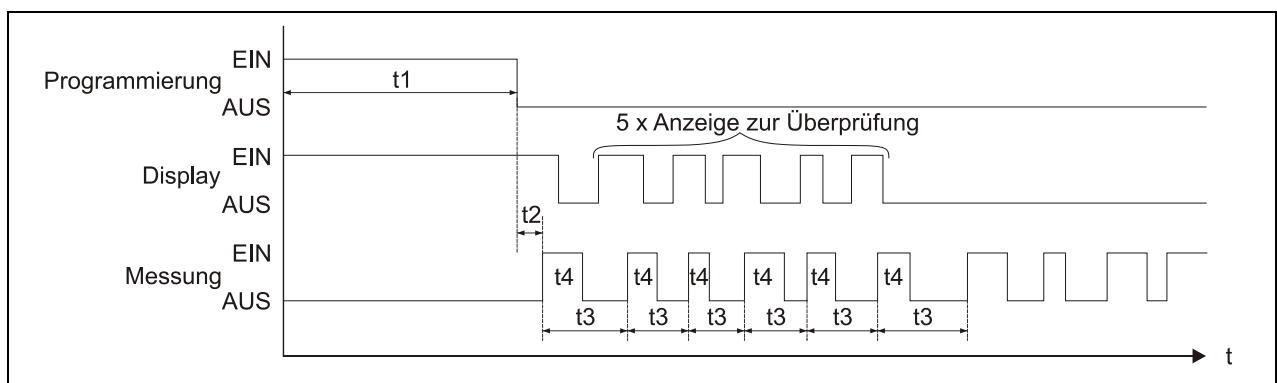 EIN
Programmierung
t1
AUS
5 x Anzeige zur Überprüfung
EIN
Display
AUS
t2
EIN
Messung
t4 t4 t4 t4 t4 t4
AUS
t3 t3 t3 t3 t3 t3
t